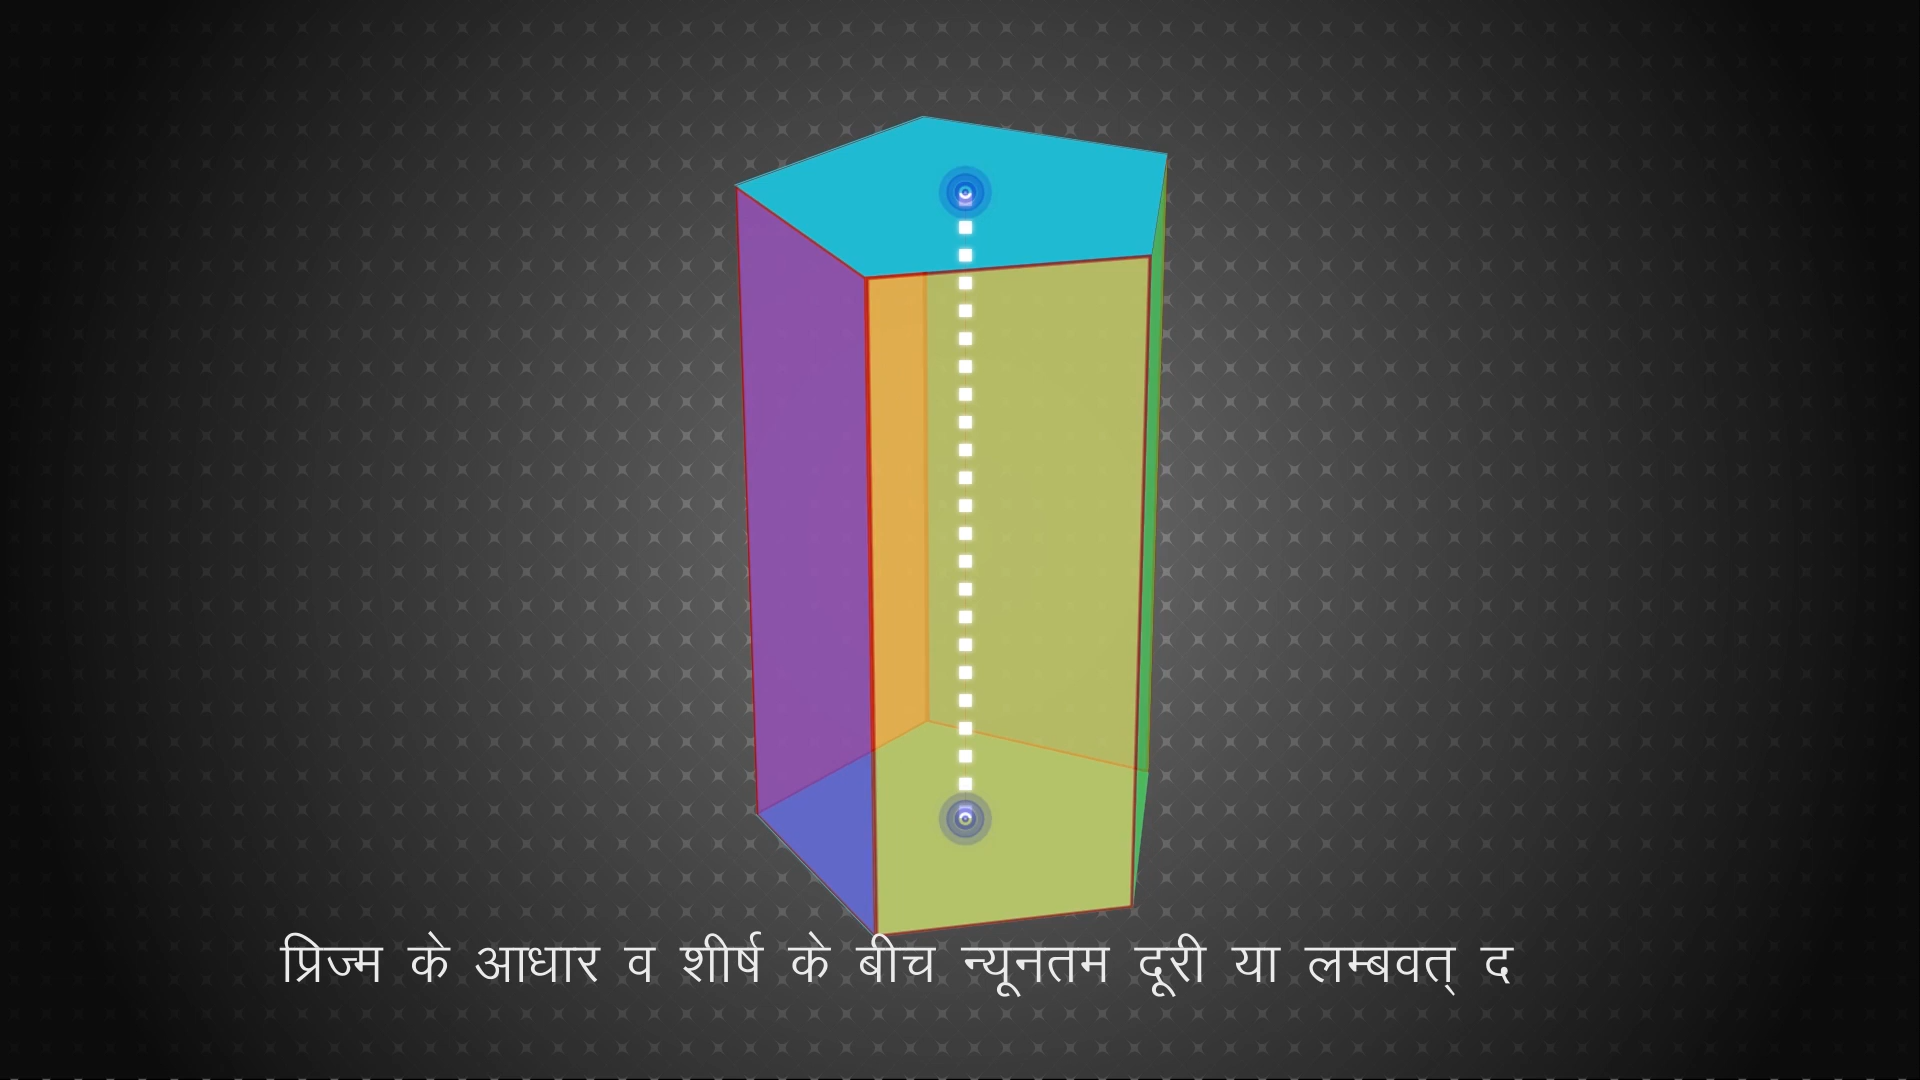 प्रिज्म के आधार व शीर्ष के बीच न्यूनतम दूरी या लम्बवत् द